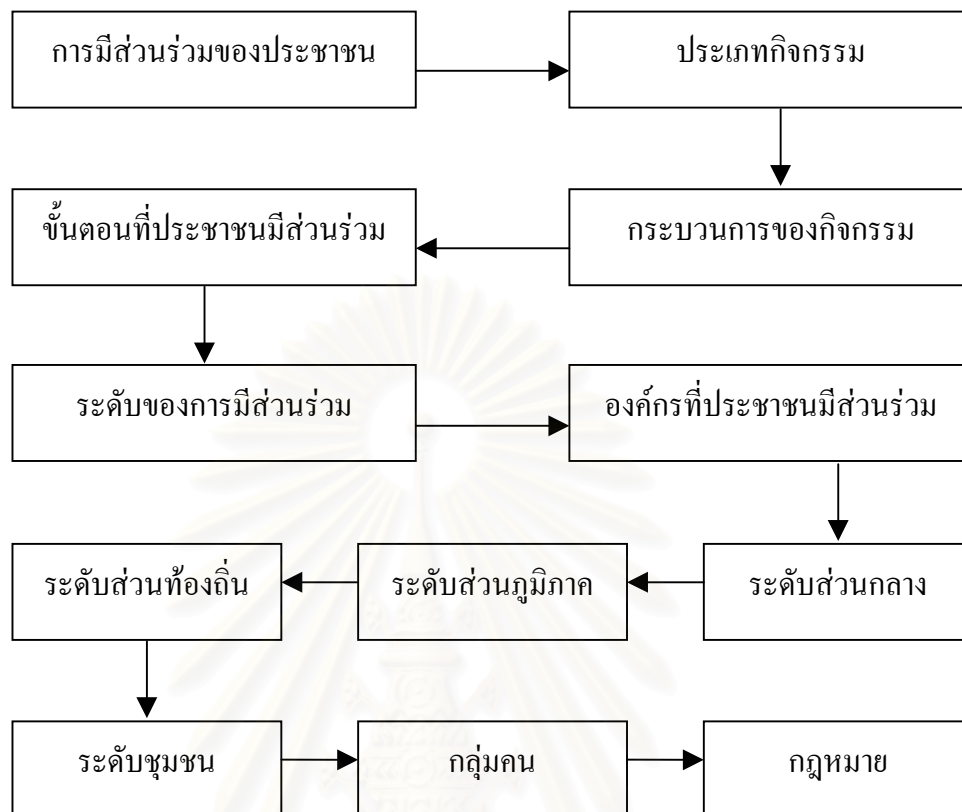 การมีส่วนร่วมของประชาชน
ประเภทกิจกรรม
กระบวนการของกิจกรรม
ขั้นตอนที่ประชาชนมีส่วนร่วม
ระดับของการมีส่วนร่วม
องค์กรที่ประชาชนมีส่วนร่วม
ระดับส่วนกลาง
ระดับส่วนภูมิภาค
ระดับส่วนท้องถิ่น
ระดับชุมชน
กลุ่มคน
กฎหมาย